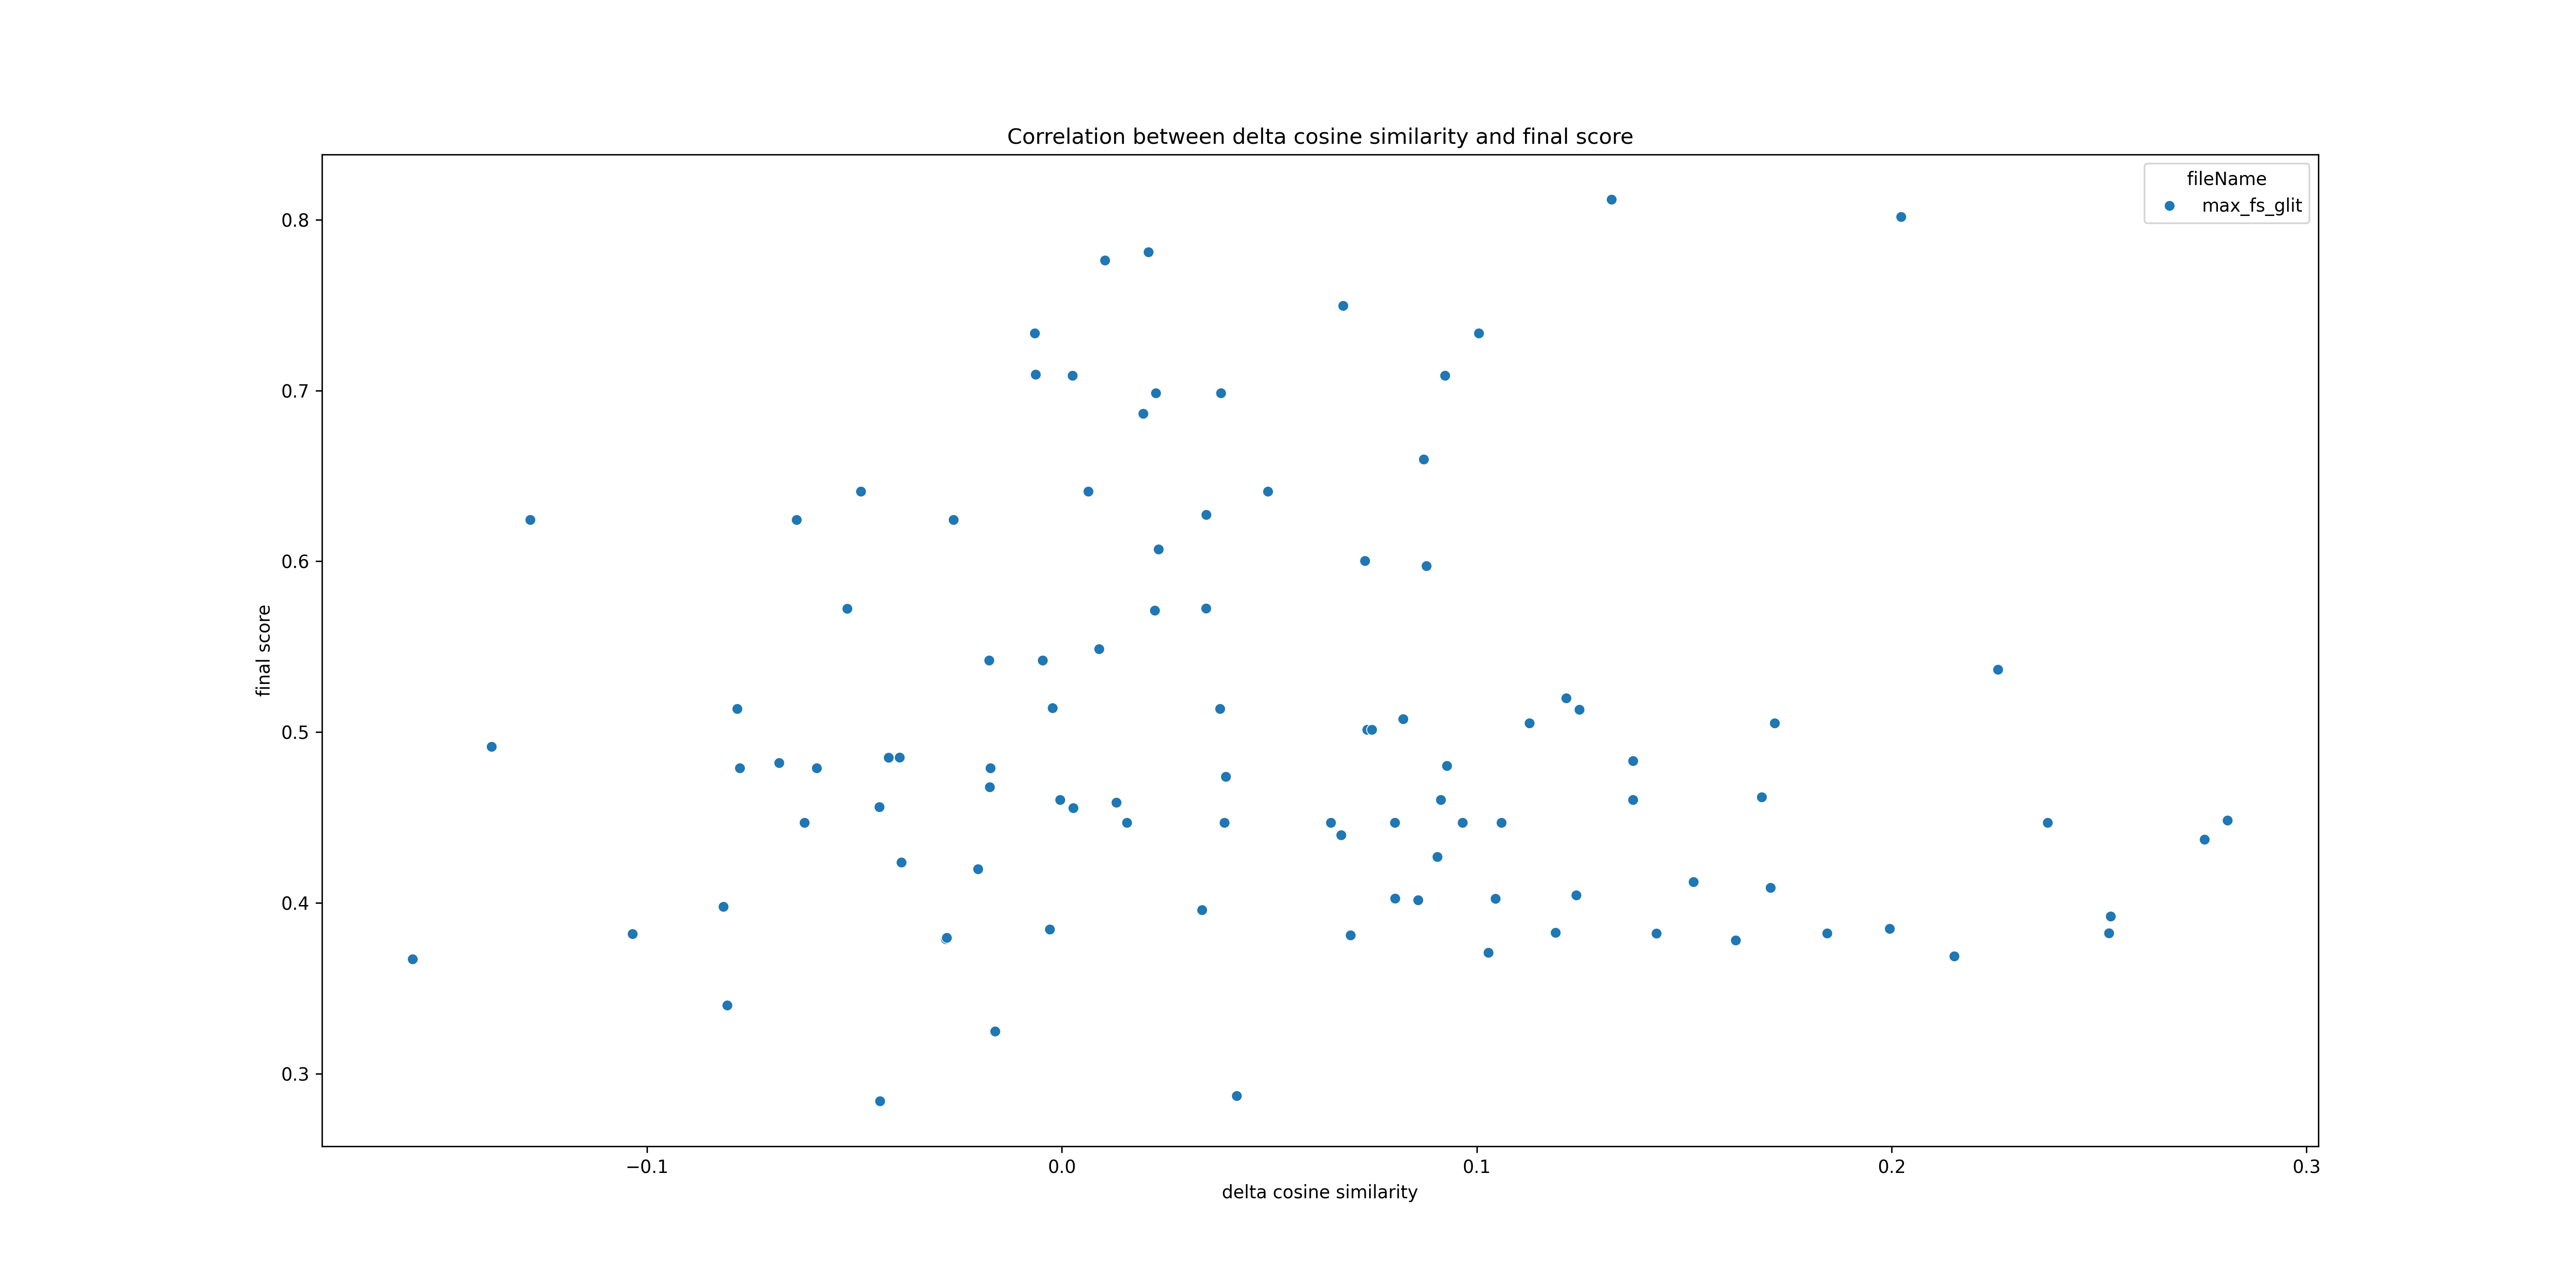 Correlation between delta cosine similarity and final score
fileName
max_fs_glit
0.8
0.7
0.6
0.5
0.4
0.3
final score
−0.1
0.0
0.1
0.2
0.3
delta cosine similarity